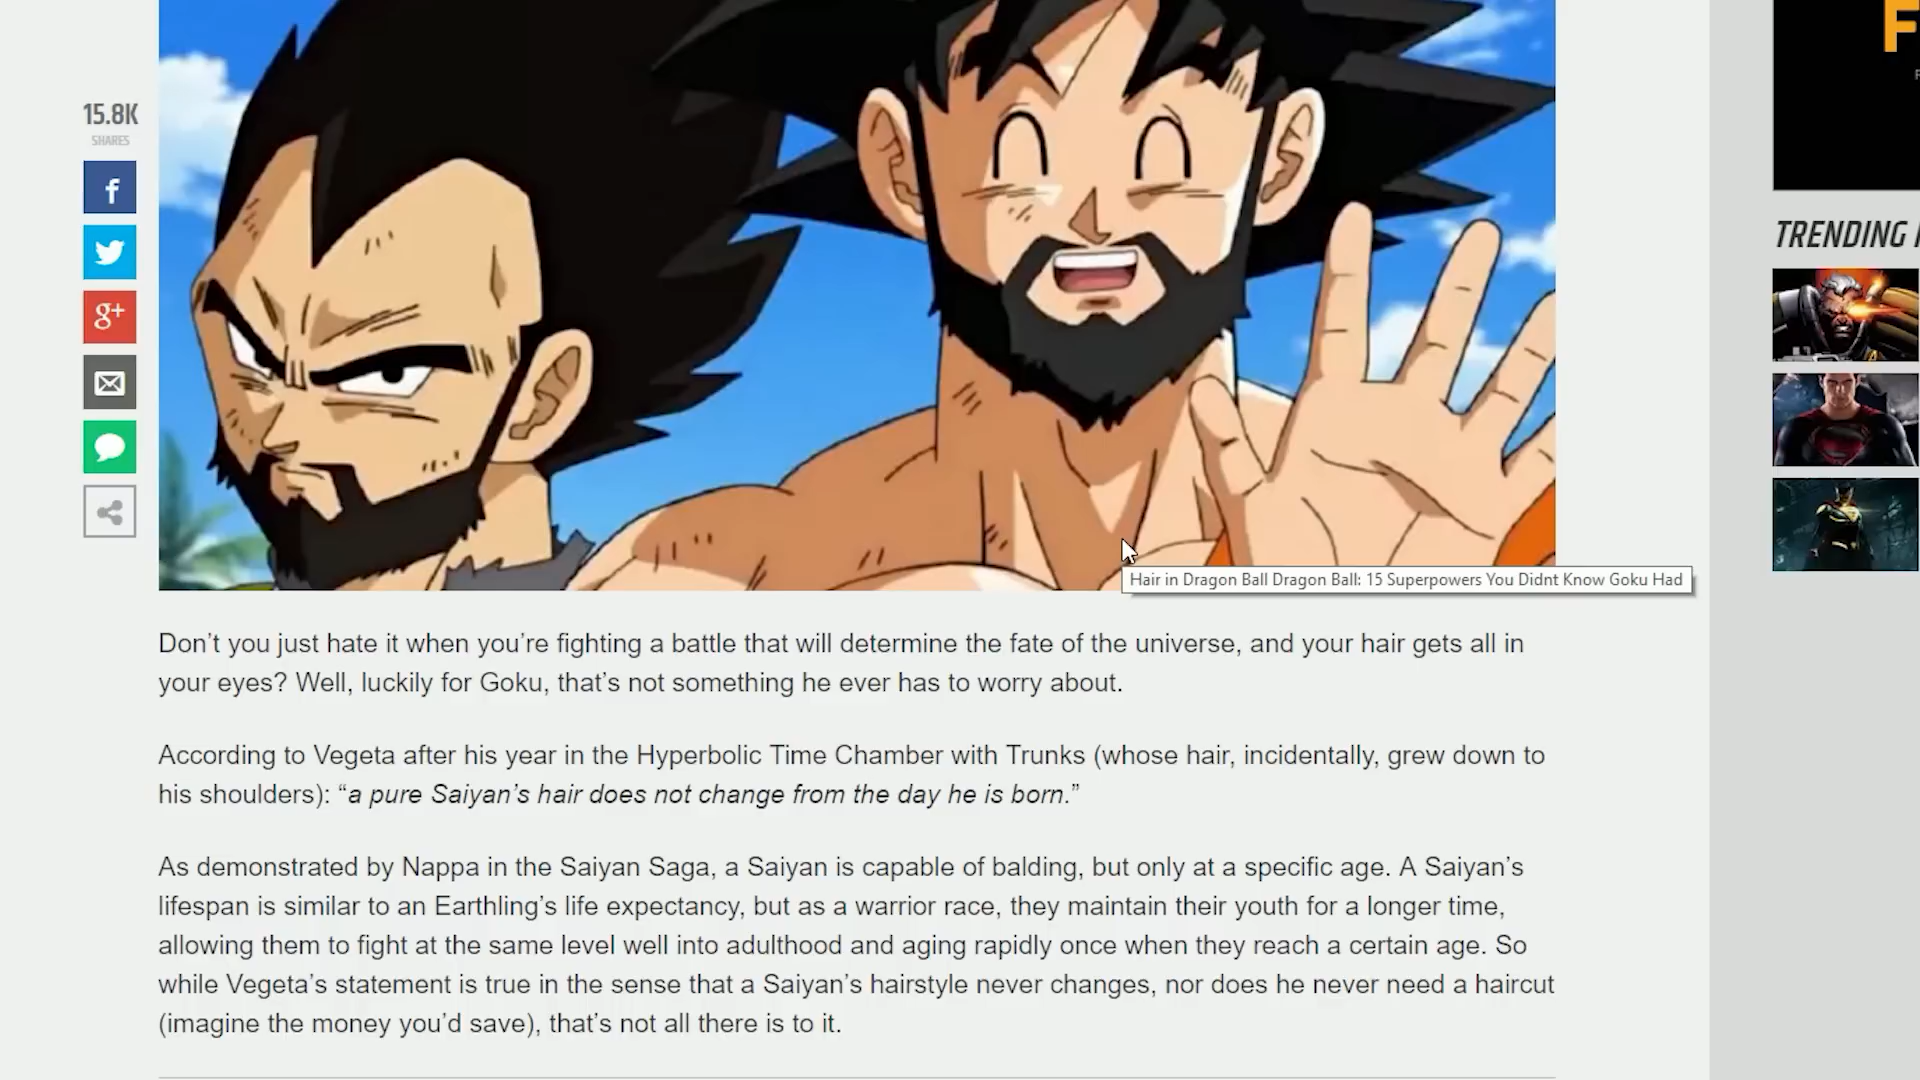 F
15.8K
SHARES
f
g+
TRENDING
Hair in Dragon Ball Dragon Ball: 15 Superpowers You Didnt Know Goku Had
Don’t you just hate it when you’re fighting a battle that will determine the fate of the universe, and your hair gets all in
your eyes? Well, luckily for Goku, that’s not something he ever has to worry about.
According to Vegeta after his year in the Hyperbolic Time Chamber with Trunks (whose hair, incidentally, grew down to
his shoulders): “a pure Saiyan’s hair does not change from the day he is born.”
As demonstrated by Nappa in the Saiyan Saga, a Saiyan is capable of balding, but only at a specific age. A Saiyan’s
lifespan is similar to an Earthling’s life expectancy, but as a warrior race, they maintain their youth for a longer time,
allowing them to fight at the same level well into adulthood and aging rapidly once when they reach a certain age. So
while Vegeta’s statement is true in the sense that a Saiyan’s hairstyle never changes, nor does he never need a haircut
(imagine the money you’d save), that’s not all there is to it.